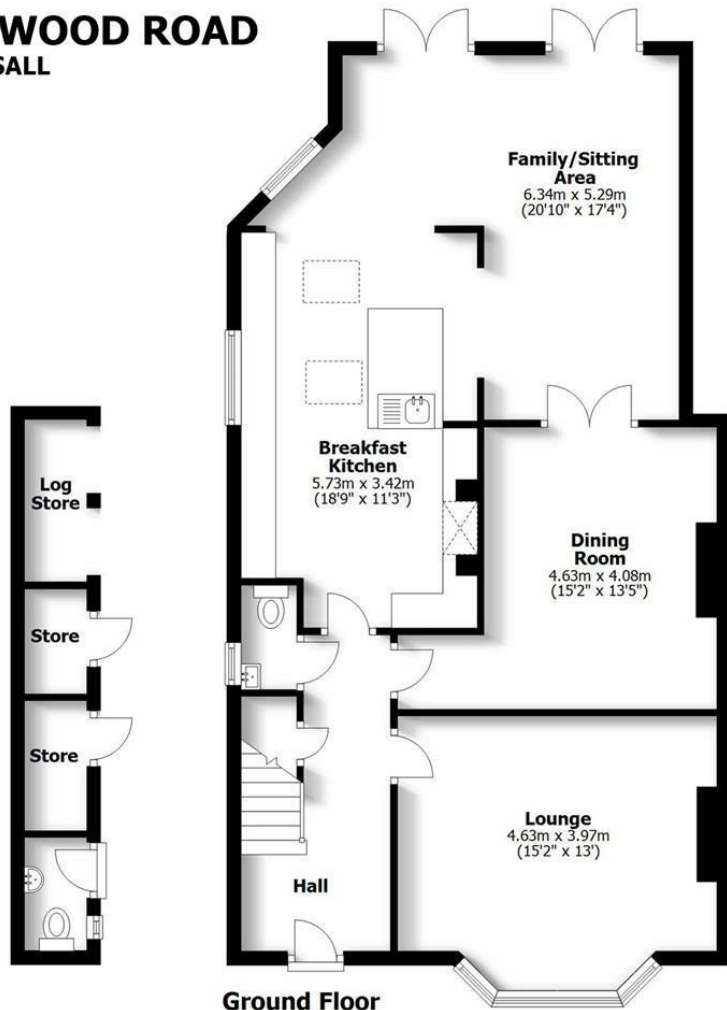 WOOD ROAD
SALL
Family/Sitting
Area
6.34m x 5.29m
(20'10" x 17'4")
Breakfast
Kitchen
5.73m x 3.42m
(18'9" x 11'3")
Log
Store
Dining
Room
4.63m x 4.08m
(15'2" x 13'5")
Store
Store
Lounge
4.63m x 3.97m
(15'2" x 13')
Hall
Ground Floor